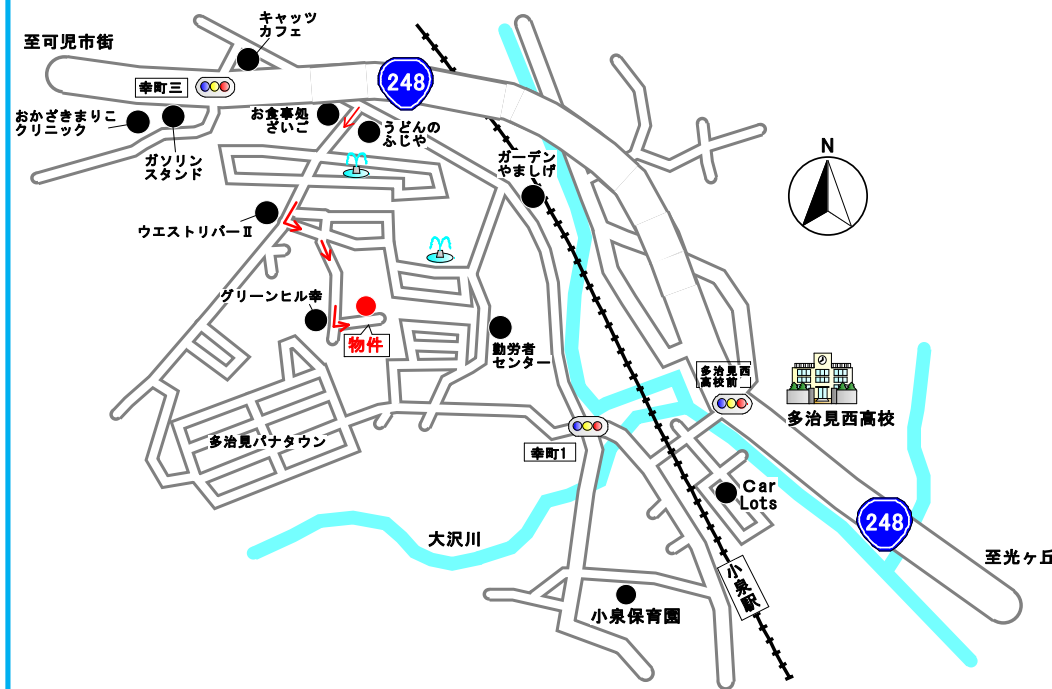 キャッツ
カフェ
至可児市街
248
幸町三
おかざきまりこ
クリニック
ガソリン
スタンド
お食事処
ざいご
うどんの
ふじや
ガーデン
やましげ
N
ウエストリバーⅡ
グリーンヒル幸
物件
勤労者
センター
多治見西
高校前
多治見西高校
多治見パナタウン
幸町1
Car
Lots
248
大沢川
至光ヶ丘
小泉駅
小泉保育園